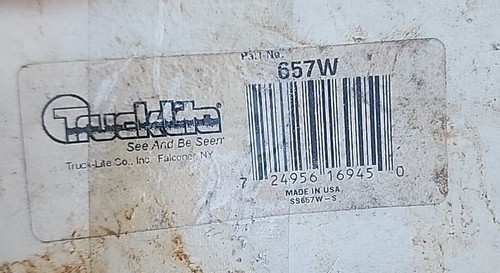 Part No.
657W
Truck-Lite
See And Be Seen
Truck-Lite Co., Inc. Falconer, NY
7 24956 16945 0
MADE IN USA
SS657W-S